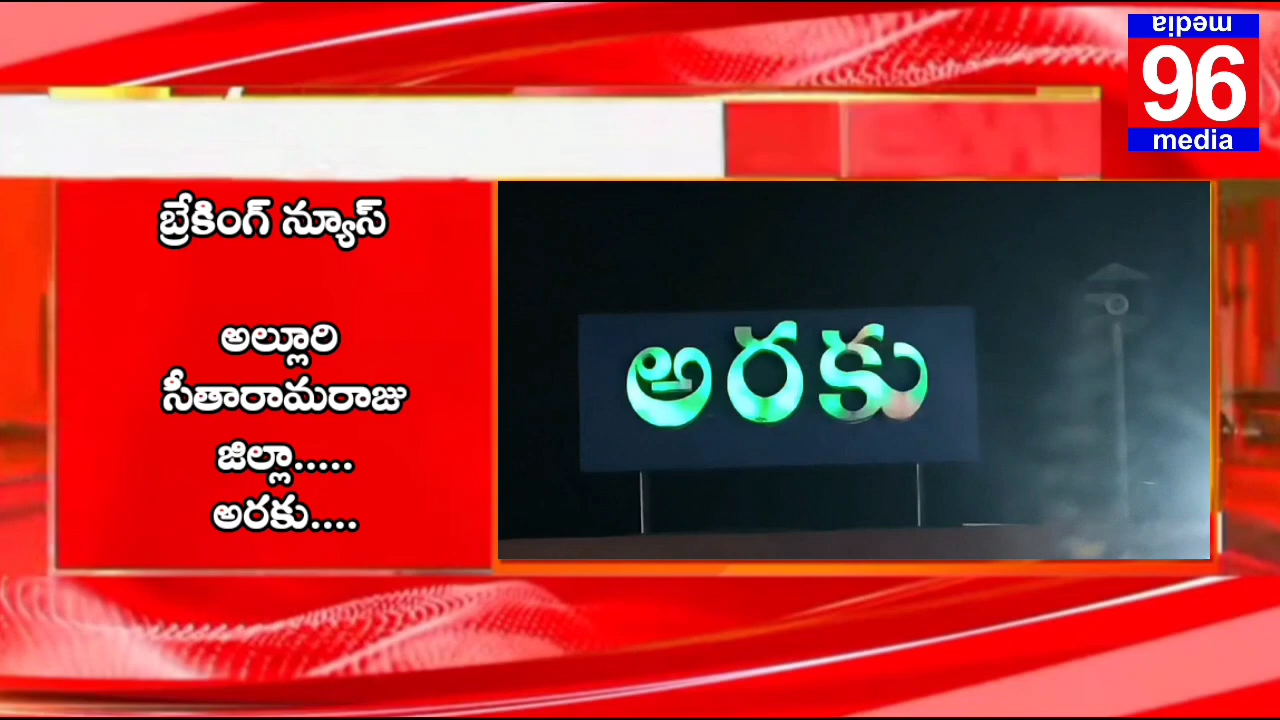 media
96
media
బ్రేకింగ్ న్యూస్
అల్లూరి
సీతారామరాజు
జిల్లా.....
అరకు....
అరకు